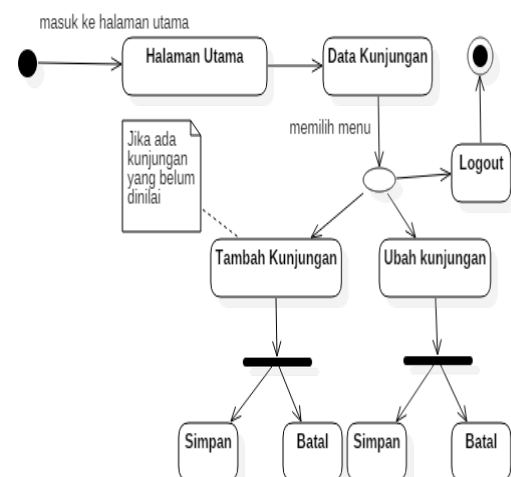 masuk ke halaman utama
Halaman Utama
Data Kunjungan
memilih menu
Jika ada
kunjungan
yang belum
dinilai
Logout
Tambah Kunjungan
Ubah kunjungan
Simpan
Batal
Simpan
Batal